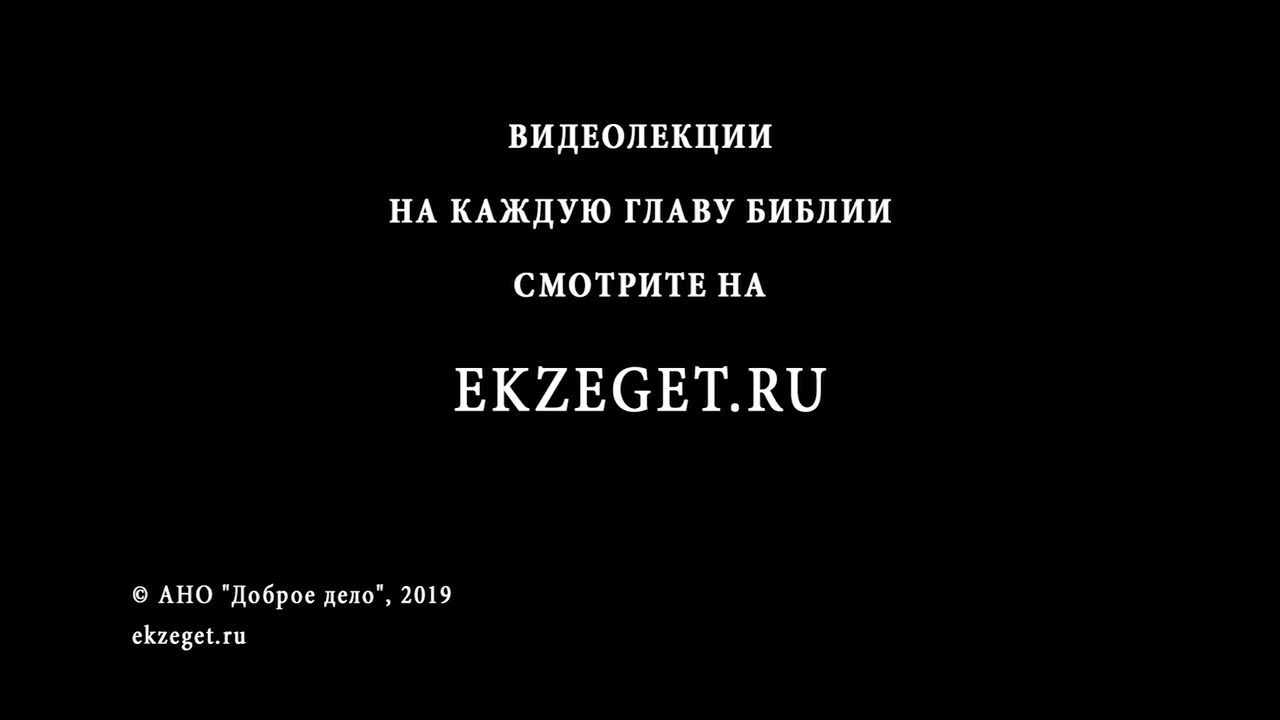 ВИДЕОЛЕКЦИИ
НА КАЖДУЮ ГЛАВУ БИБЛИИ
СМОТРИТЕ НА
EKZEGET.RU
© АНО "Доброе дело", 2019
ekzeget.ru